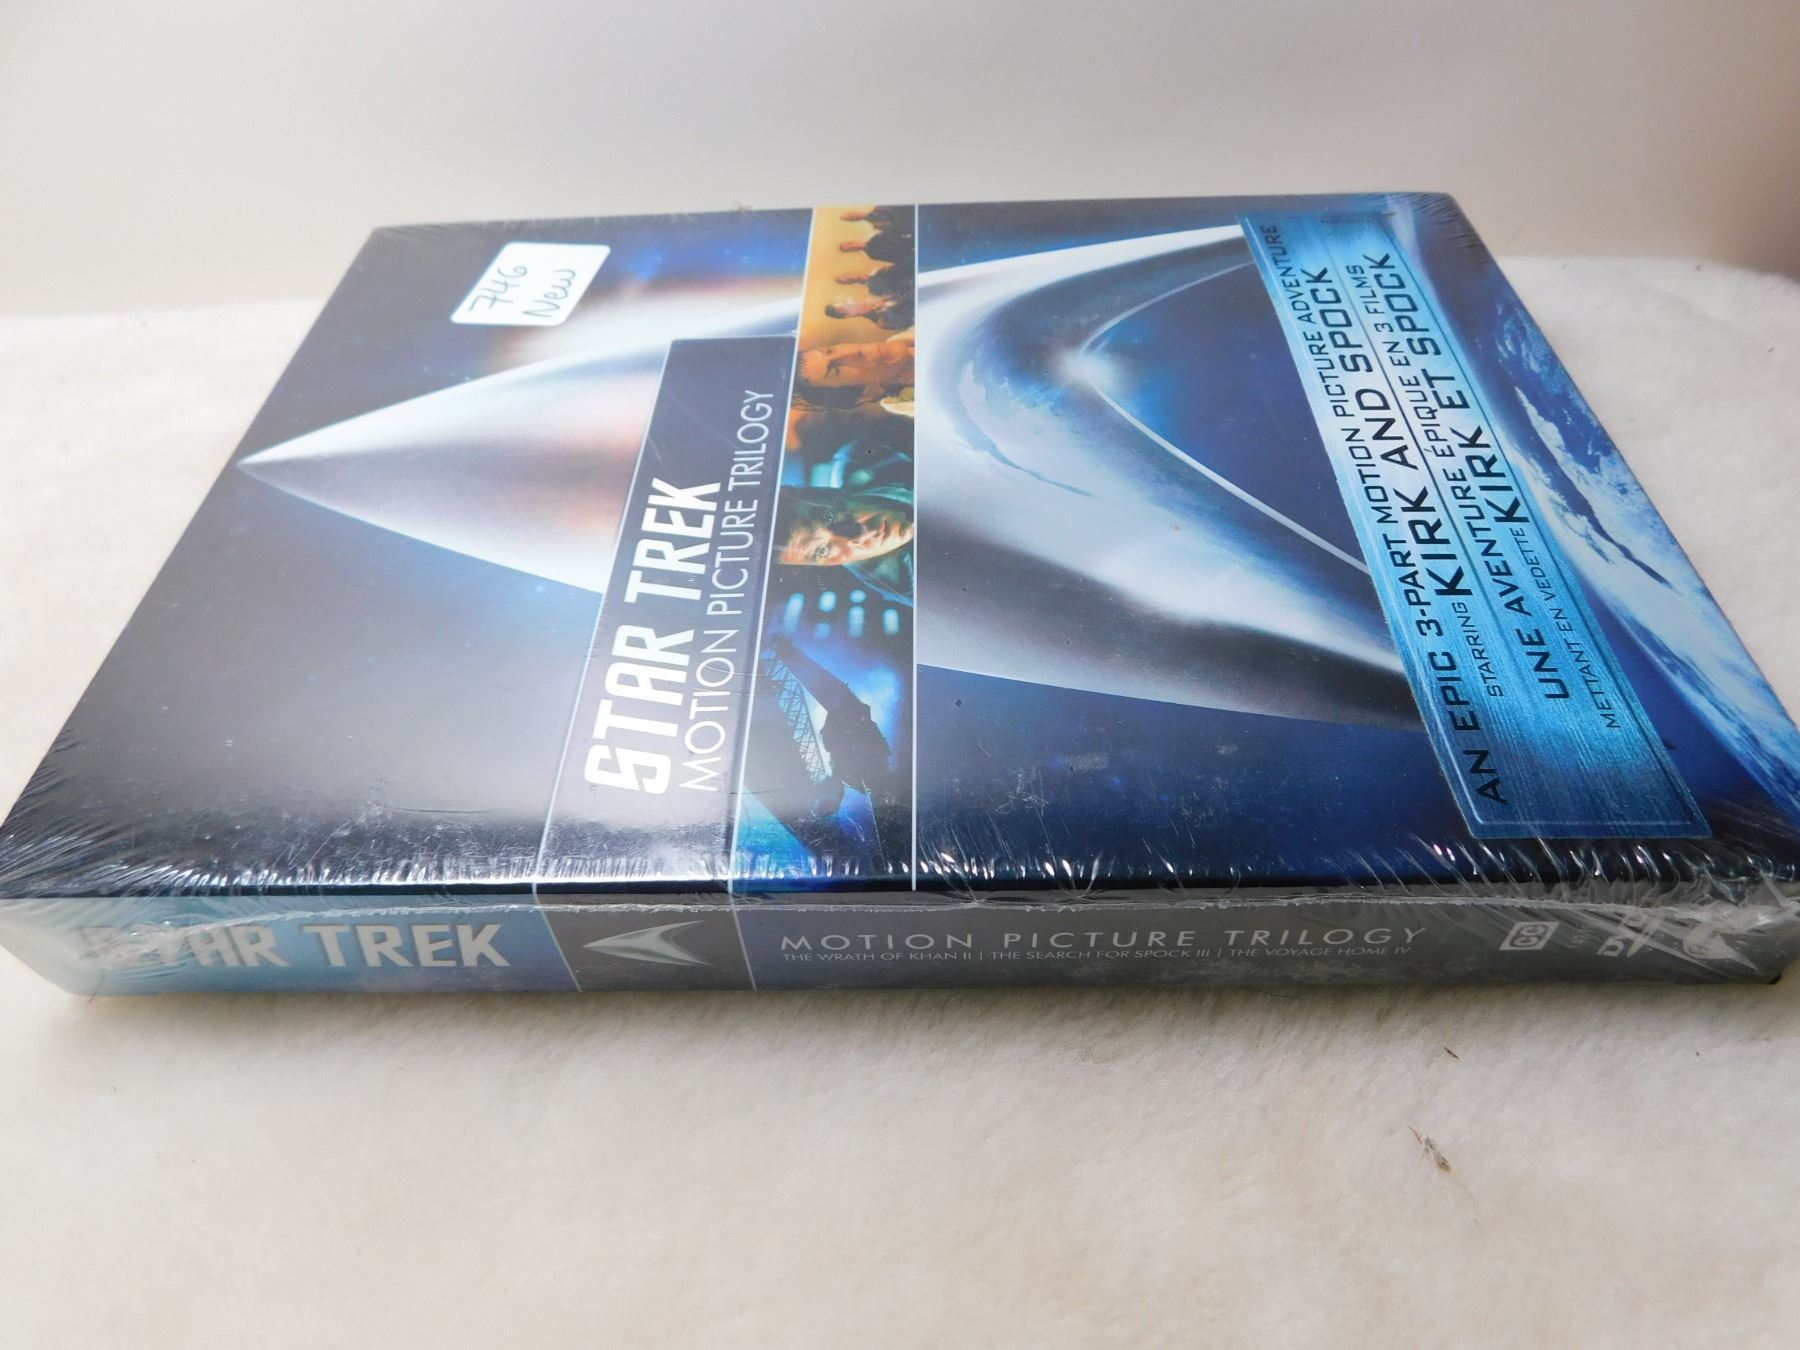 746
New
STAR TREK
MOTION PICTURE TRILOGY
AN EPIC 3-PART MOTION PICTURE ADVENTURE
STARRING KIRK AND SPOCK
UNE AVENTURE ÉPIQUE EN 3 FILMS
METTANT EN VEDETTE KIRK ET SPOCK
STAR TREK
MOTION PICTURE TRILOGY
THE WRATH OF KHAN II | THE SEARCH FOR SPOCK III | THE VOYAGE HOME IV